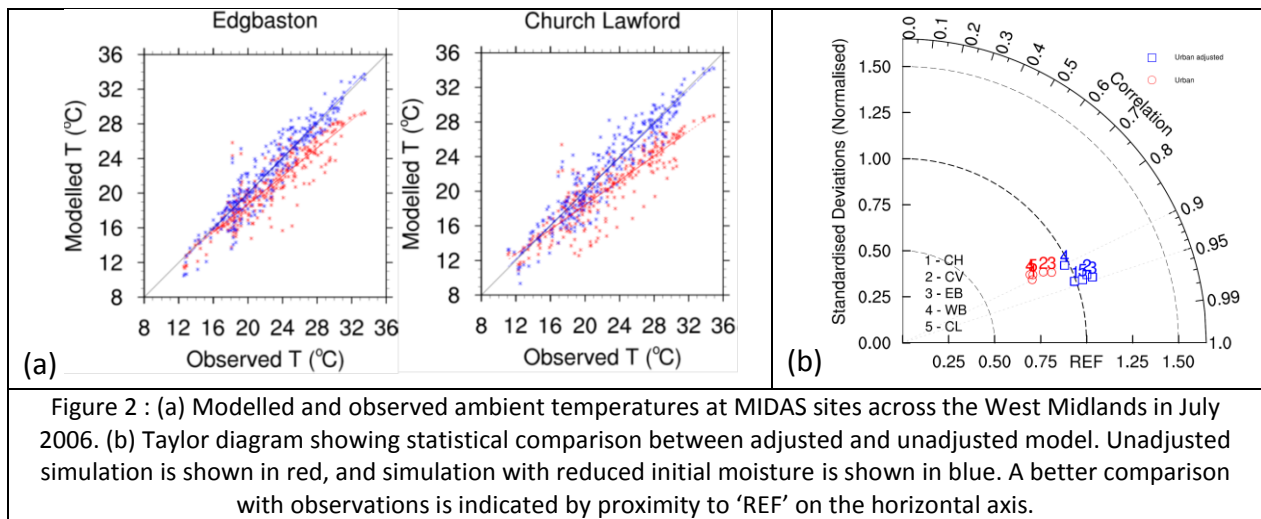 Edgbaston
Church Lawford
36
32
28
24
20
16
12
8
Modelled T (°C)
8 12 16 20 24 28 32 36
Observed T (°C)
36
32
28
24
20
16
12
8
Modelled T (°C)
8 12 16 20 24 28 32 36
Observed T (°C)
(a)
0.0 0.1 0.2 0.3 0.4 0.5 0.6 0.7 0.8 0.9 0.95 0.99 1.0
Correlation
Urban adjusted
Urban
Standardised Deviations (Normalised)
1.50
1.25
1.00
0.75
0.50
0.25
0.00
1 - CH
2 - CV
3 - EB
4 - WB
5 - CL
0.25 0.50 0.75 REF 1.25 1.50
(b)
Figure 2 : (a) Modelled and observed ambient temperatures at MIDAS sites across the West Midlands in July
2006. (b) Taylor diagram showing statistical comparison between adjusted and unadjusted model. Unadjusted
simulation is shown in red, and simulation with reduced initial moisture is shown in blue. A better comparison
with observations is indicated by proximity to ‘REF’ on the horizontal axis.